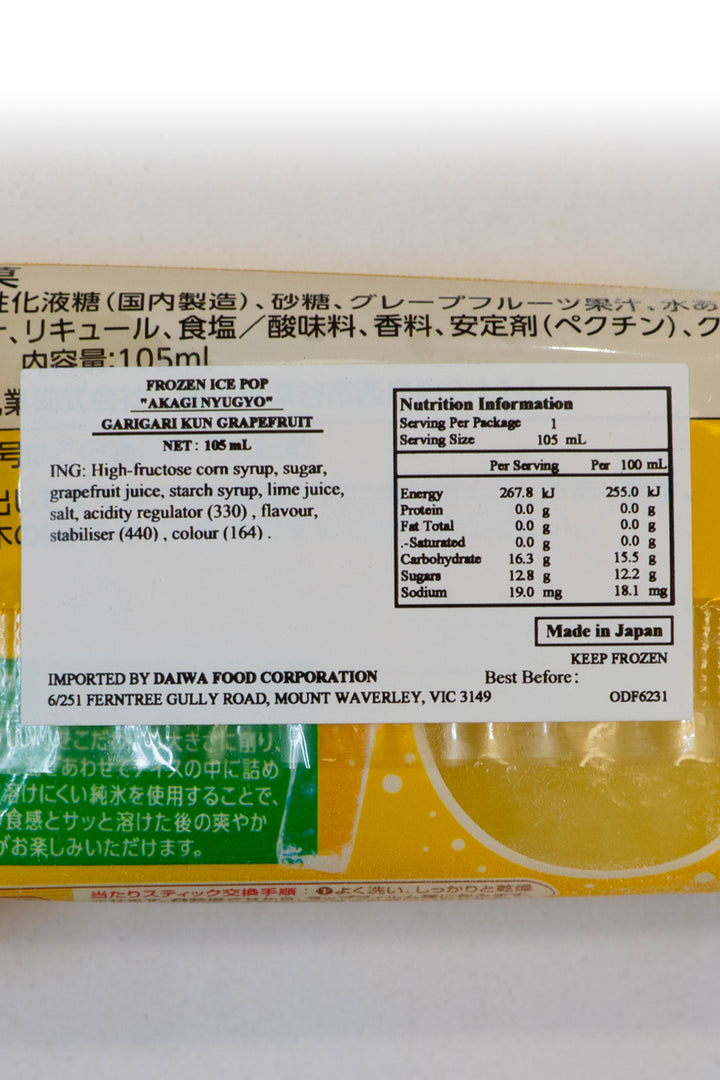 性化液糖(国内製造)、砂糖、グレープフルーツ果汁、水あ
、リキュール、食塩/酸味料、香料、安定剤(ペクチン)、ク
内容量:105ml
FROZEN ICE POP
"AKAGI NYUGYO"
GARIGARI KUN GRAPEFRUIT
NET: 105 mL
ING: High-fructose corn syrup, sugar,
grapefruit juice, starch syrup, lime juice,
salt, acidity regulator (330) , flavour,
stabiliser (440) , colour (164) .
Nutrition Information
Serving Per Package 1
Serving Size 105 mL
Per Serving Per 100 mL
Energy 267.8 kJ 255.0 kJ
Protein 0.0 g 0.0 g
Fat Total 0.0 g 0.0 g
.-Saturated 0.0 g 0.0 g
Carbohydrate 16.3 g 15.5 g
Sugars 12.8 g 12.2 g
Sodium 19.0 mg 18.1 mg
Made in Japan
KEEP FROZEN
IMPORTED BY DAIWA FOOD CORPORATION
Best Before:
6/251 FERNTREE GULLY ROAD, MOUNT WAVERLEY, VIC 3149
ODF6231
大きさに削り、
あわせてアイスの中に詰め
溶けにくい純氷を使用することで、
食感とサッと溶けた後の爽やか
がお楽しみいただけます。
当たりスティック交換手順:❶よく洗い、しっかりと乾燥